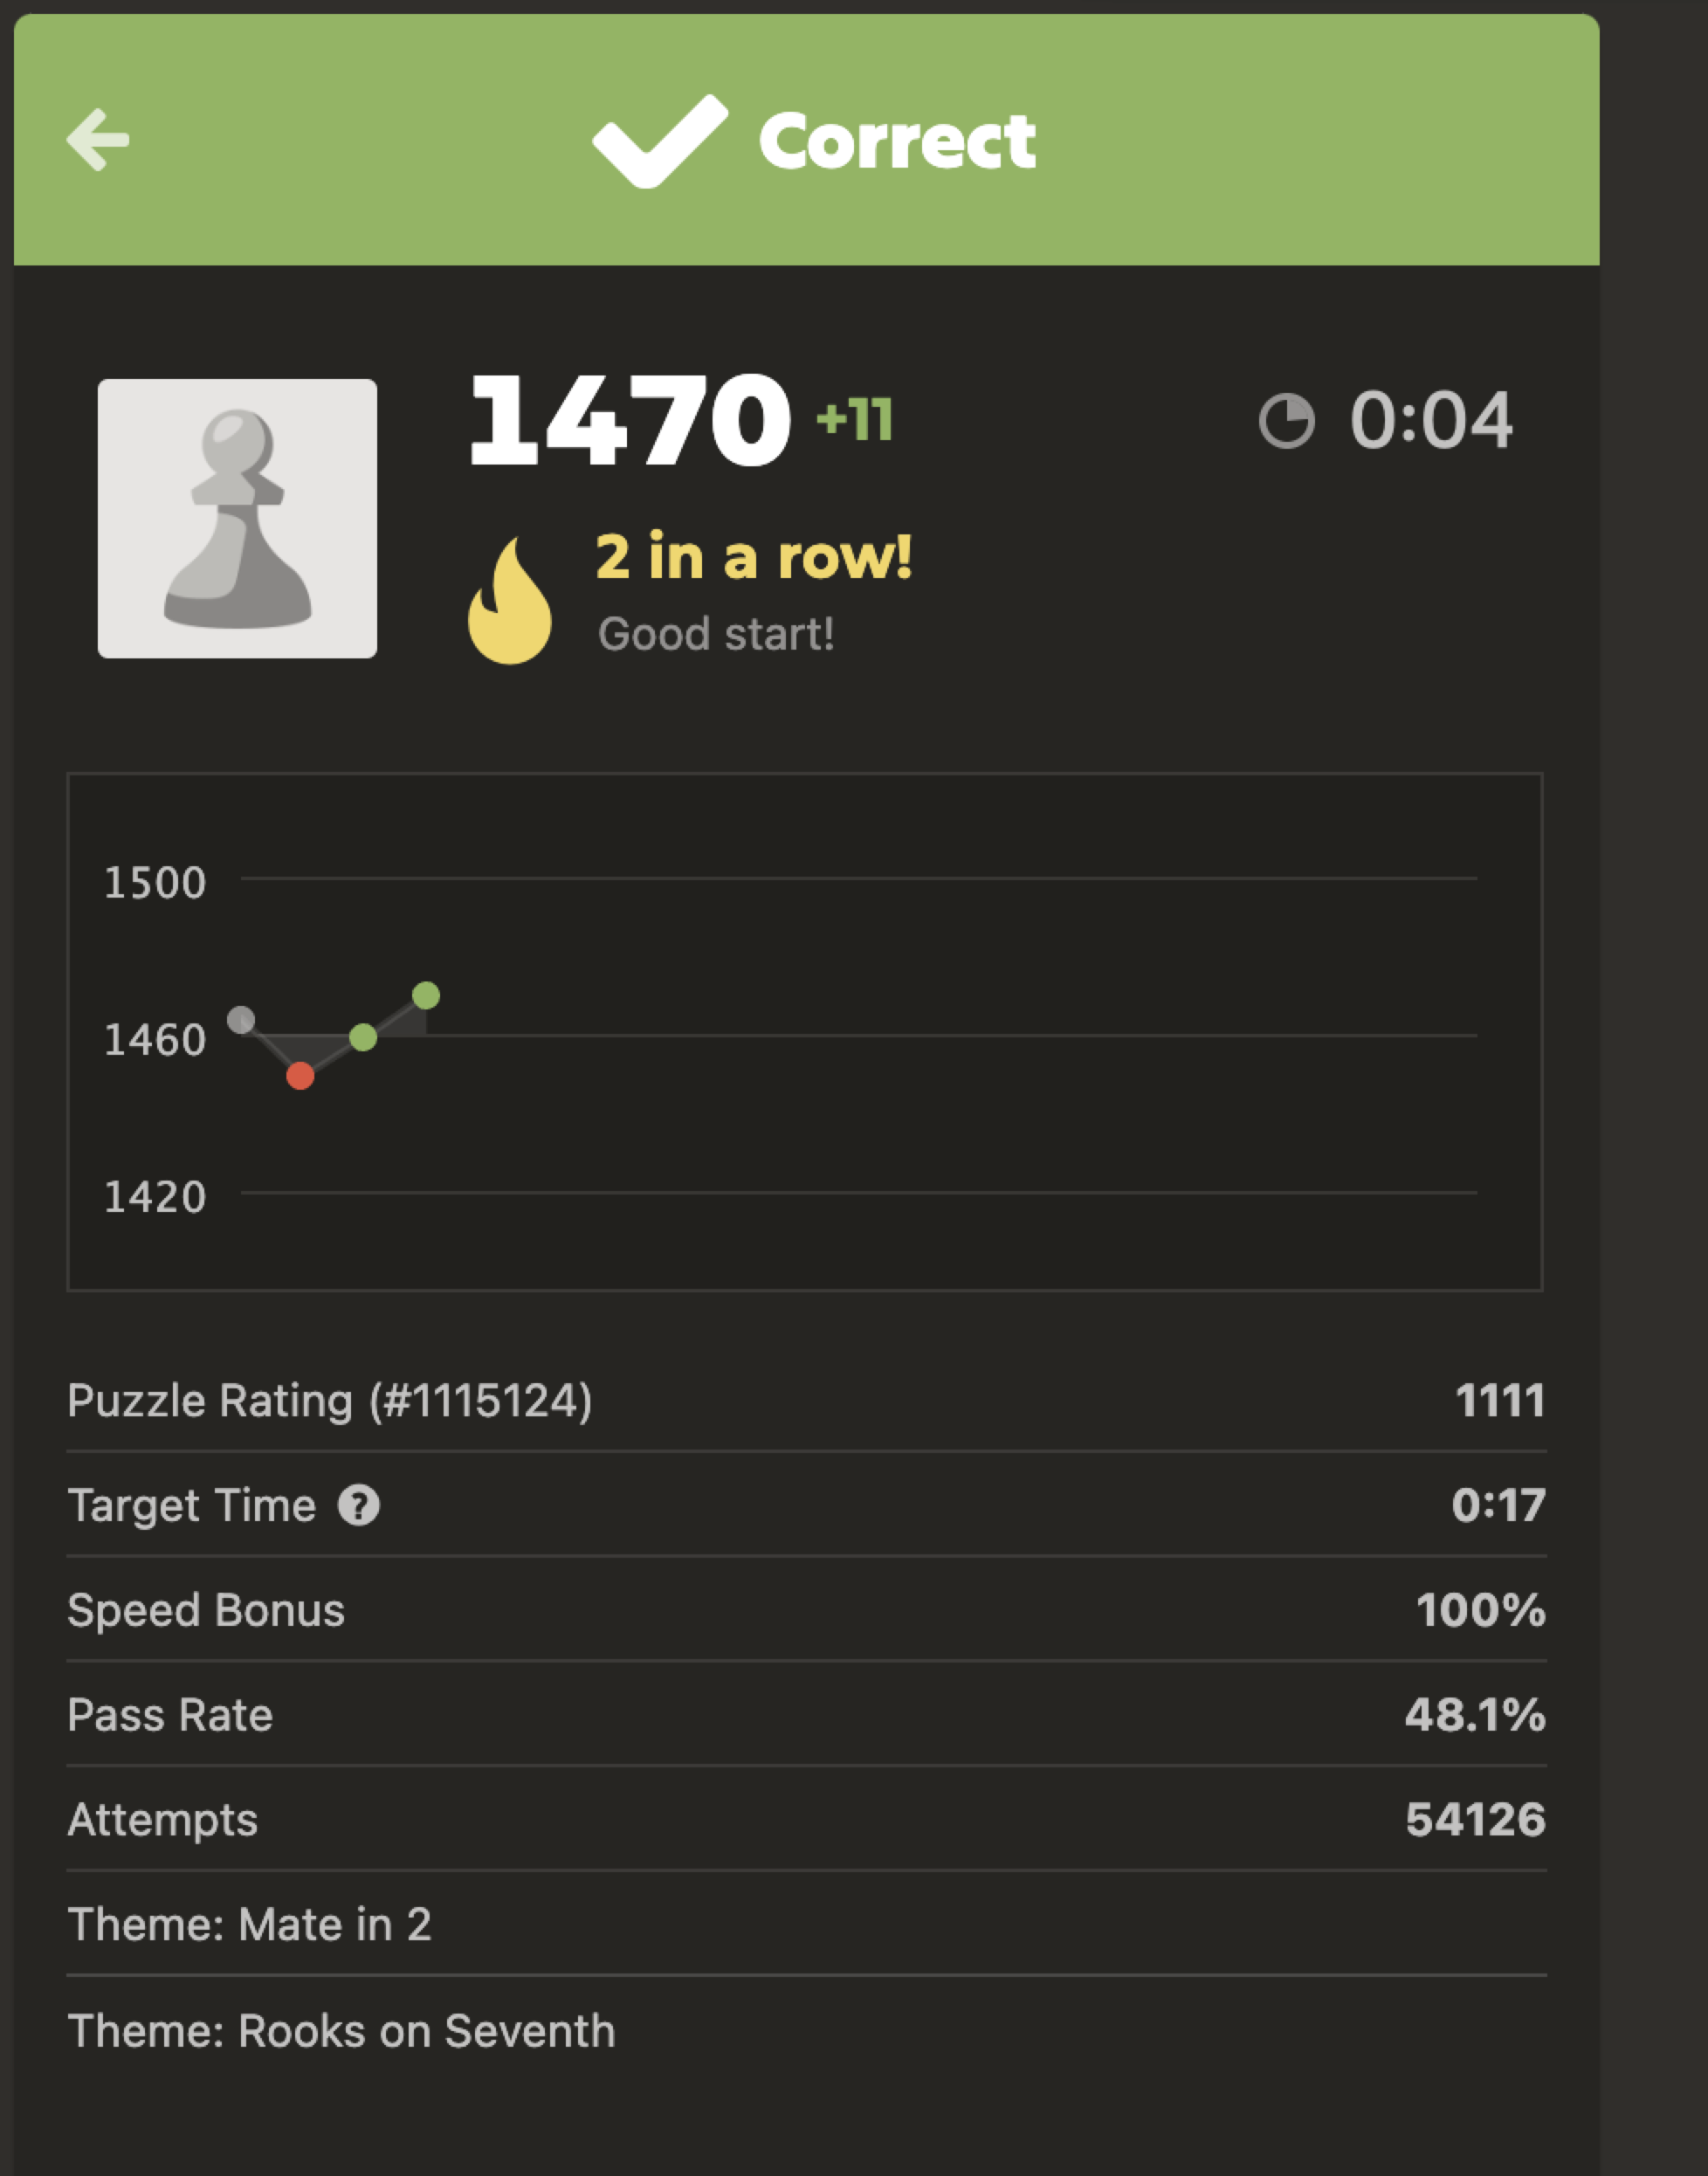 Correct
1470 +11
0:04
2 in a row!
Good start!
1500
1460
1420
Puzzle Rating (#1115124) 1111
Target Time ? 0:17
Speed Bonus 100%
Pass Rate 48.1%
Attempts 54126
Theme: Mate in 2
Theme: Rooks on Seventh